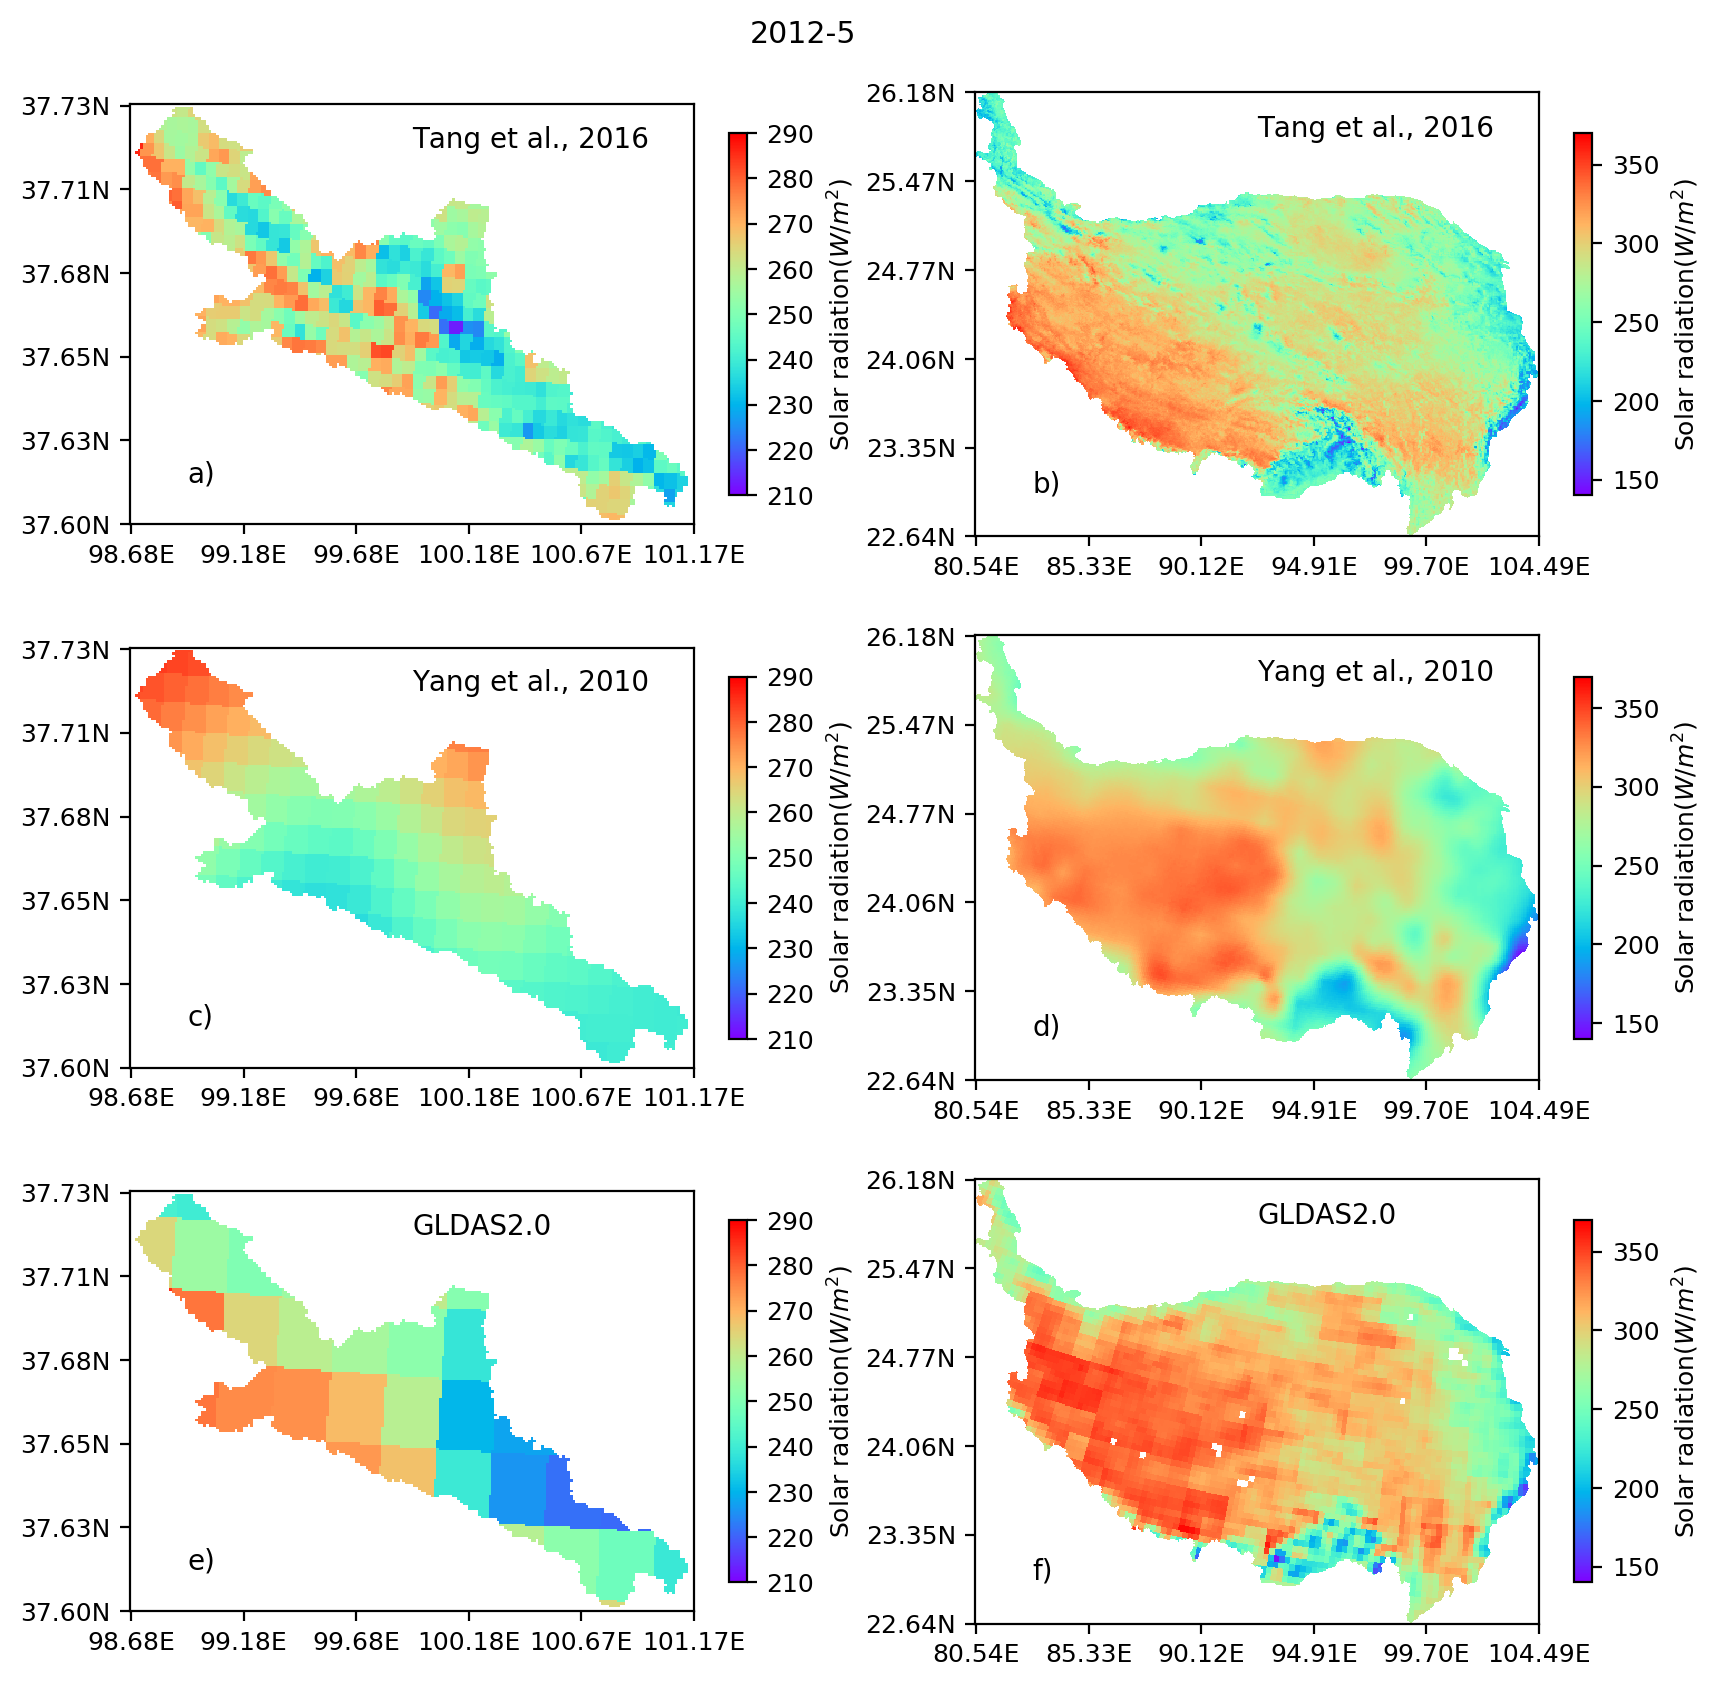 2012-5
Tang et al., 2016
a)
37.73N
37.71N
37.68N
37.65N
37.63N
37.60N
98.68E 99.18E 99.68E 100.18E 100.67E 101.17E
290
280
270
260
250
240
230
220
210
Solar radiation(W/m²)
Tang et al., 2016
b)
26.18N
25.47N
24.77N
24.06N
23.35N
22.64N
80.54E 85.33E 90.12E 94.91E 99.70E 104.49E
350
300
250
200
150
Solar radiation(W/m²)
Yang et al., 2010
c)
37.73N
37.71N
37.68N
37.65N
37.63N
37.60N
98.68E 99.18E 99.68E 100.18E 100.67E 101.17E
290
280
270
260
250
240
230
220
210
Solar radiation(W/m²)
Yang et al., 2010
d)
26.18N
25.47N
24.77N
24.06N
23.35N
22.64N
80.54E 85.33E 90.12E 94.91E 99.70E 104.49E
350
300
250
200
150
Solar radiation(W/m²)
GLDAS2.0
e)
37.73N
37.71N
37.68N
37.65N
37.63N
37.60N
98.68E 99.18E 99.68E 100.18E 100.67E 101.17E
290
280
270
260
250
240
230
220
210
Solar radiation(W/m²)
GLDAS2.0
f)
26.18N
25.47N
24.77N
24.06N
23.35N
22.64N
80.54E 85.33E 90.12E 94.91E 99.70E 104.49E
350
300
250
200
150
Solar radiation(W/m²)